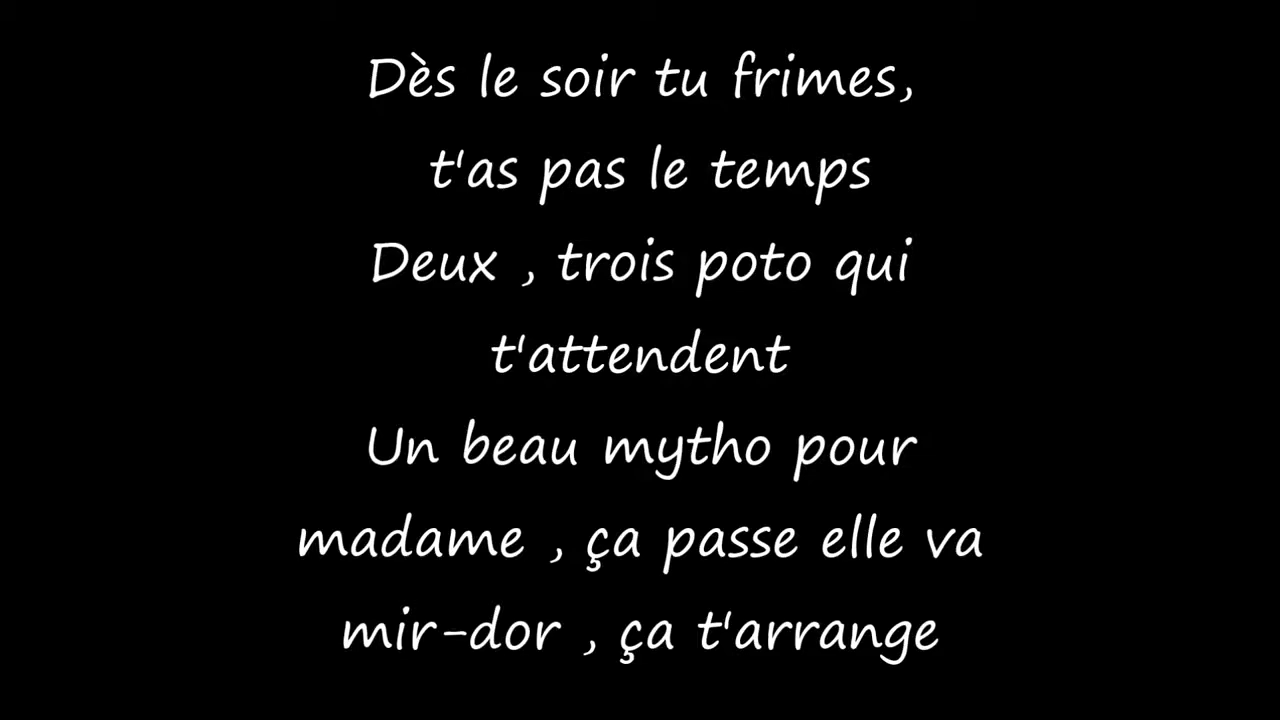 Dès le soir tu frimes,
t'as pas le temps
Deux , trois poto qui
t'attendent
Un beau mytho pour
madame , ça passe elle va
mir-dor , ça t'arrange